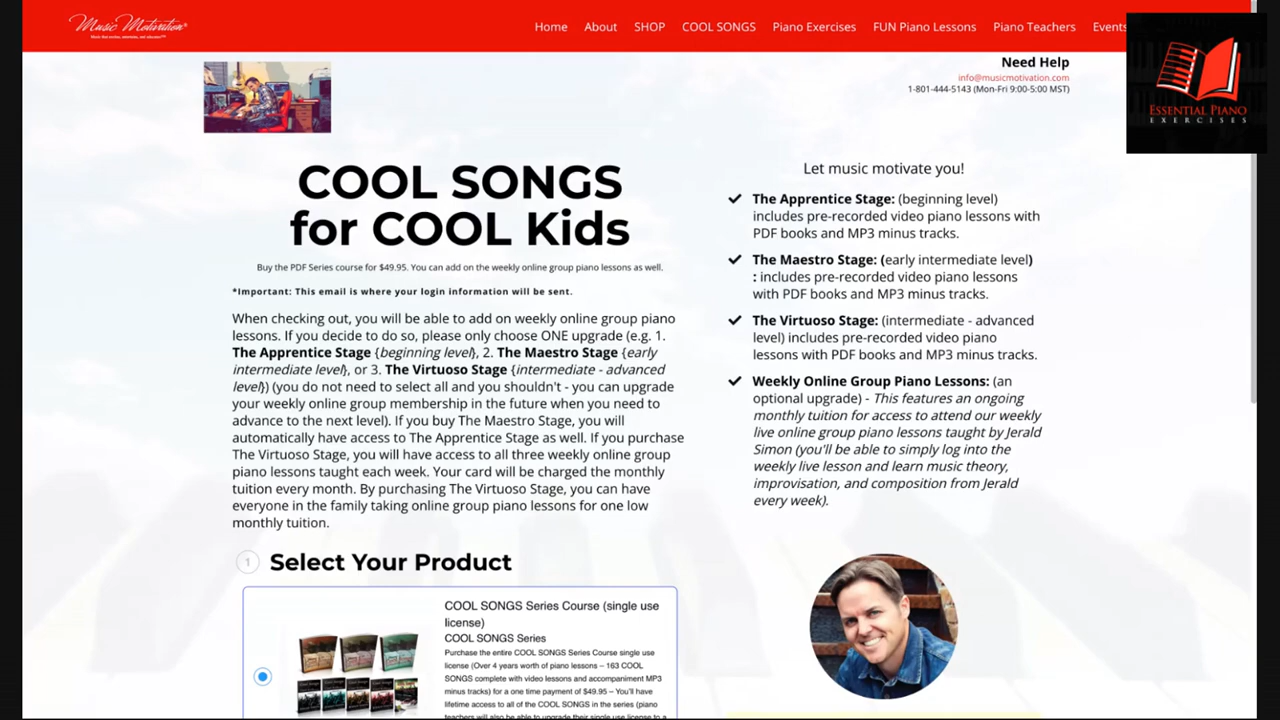 Music Motivation®
Home
About
SHOP
COOL SONGS
Piano Exercises
FUN Piano Lessons
Piano Teachers
Events
ESSENTIAL PIANO
EXERCISES
Need Help
info@musicmotivation.com
1-801-444-5143 (Mon-Fri 9:00-5:00 MST)
COOL SONGS
for COOL Kids
Buy the PDF Series course for $49.95. You can add on the weekly online group piano lessons as well.
*Important: This email is where your login information will be sent.
When checking out, you will be able to add on weekly online group piano
lessons. If you decide to do so, please only choose ONE upgrade (e.g. 1.
The Apprentice Stage {beginning level}, 2. The Maestro Stage {early
intermediate level}, or 3. The Virtuoso Stage {intermediate - advanced
level}) (you do not need to select all and you shouldn't - you can upgrade
your weekly online group membership in the future when you need to
advance to the next level). If you buy The Maestro Stage, you will
automatically have access to The Apprentice Stage as well. If you purchase
The Virtuoso Stage, you will have access to all three weekly online group
piano lessons taught each week. Your card will be charged the monthly
tuition every month. By purchasing The Virtuoso Stage, you can have
everyone in the family taking online group piano lessons for one low
monthly tuition.
1 Select Your Product
COOL SONGS Series Course (single use
license)
COOL SONGS Series
Purchase the entire COOL SONGS Series Course single use
license (Over 4 years worth of piano lessons – 163 COOL
SONGS complete with video lessons and accompaniment MP3
minus tracks) for a one time payment of $49.95 – You'll have
lifetime access to all of the COOL SONGS in the series (piano
teachers will also be able to upgrade their single use license to a
Let music motivate you!
The Apprentice Stage: (beginning level)
includes pre-recorded video piano lessons with
PDF books and MP3 minus tracks.
The Maestro Stage: (early intermediate level)
: includes pre-recorded video piano lessons
with PDF books and MP3 minus tracks.
The Virtuoso Stage: (intermediate - advanced
level) includes pre-recorded video piano
lessons with PDF books and MP3 minus tracks.
Weekly Online Group Piano Lessons: (an
optional upgrade) - This features an ongoing
monthly tuition for access to attend our weekly
live online group piano lessons taught by Jerald
Simon (you'll be able to simply log into the
weekly live lesson and learn music theory,
improvisation, and composition from Jerald
every week).